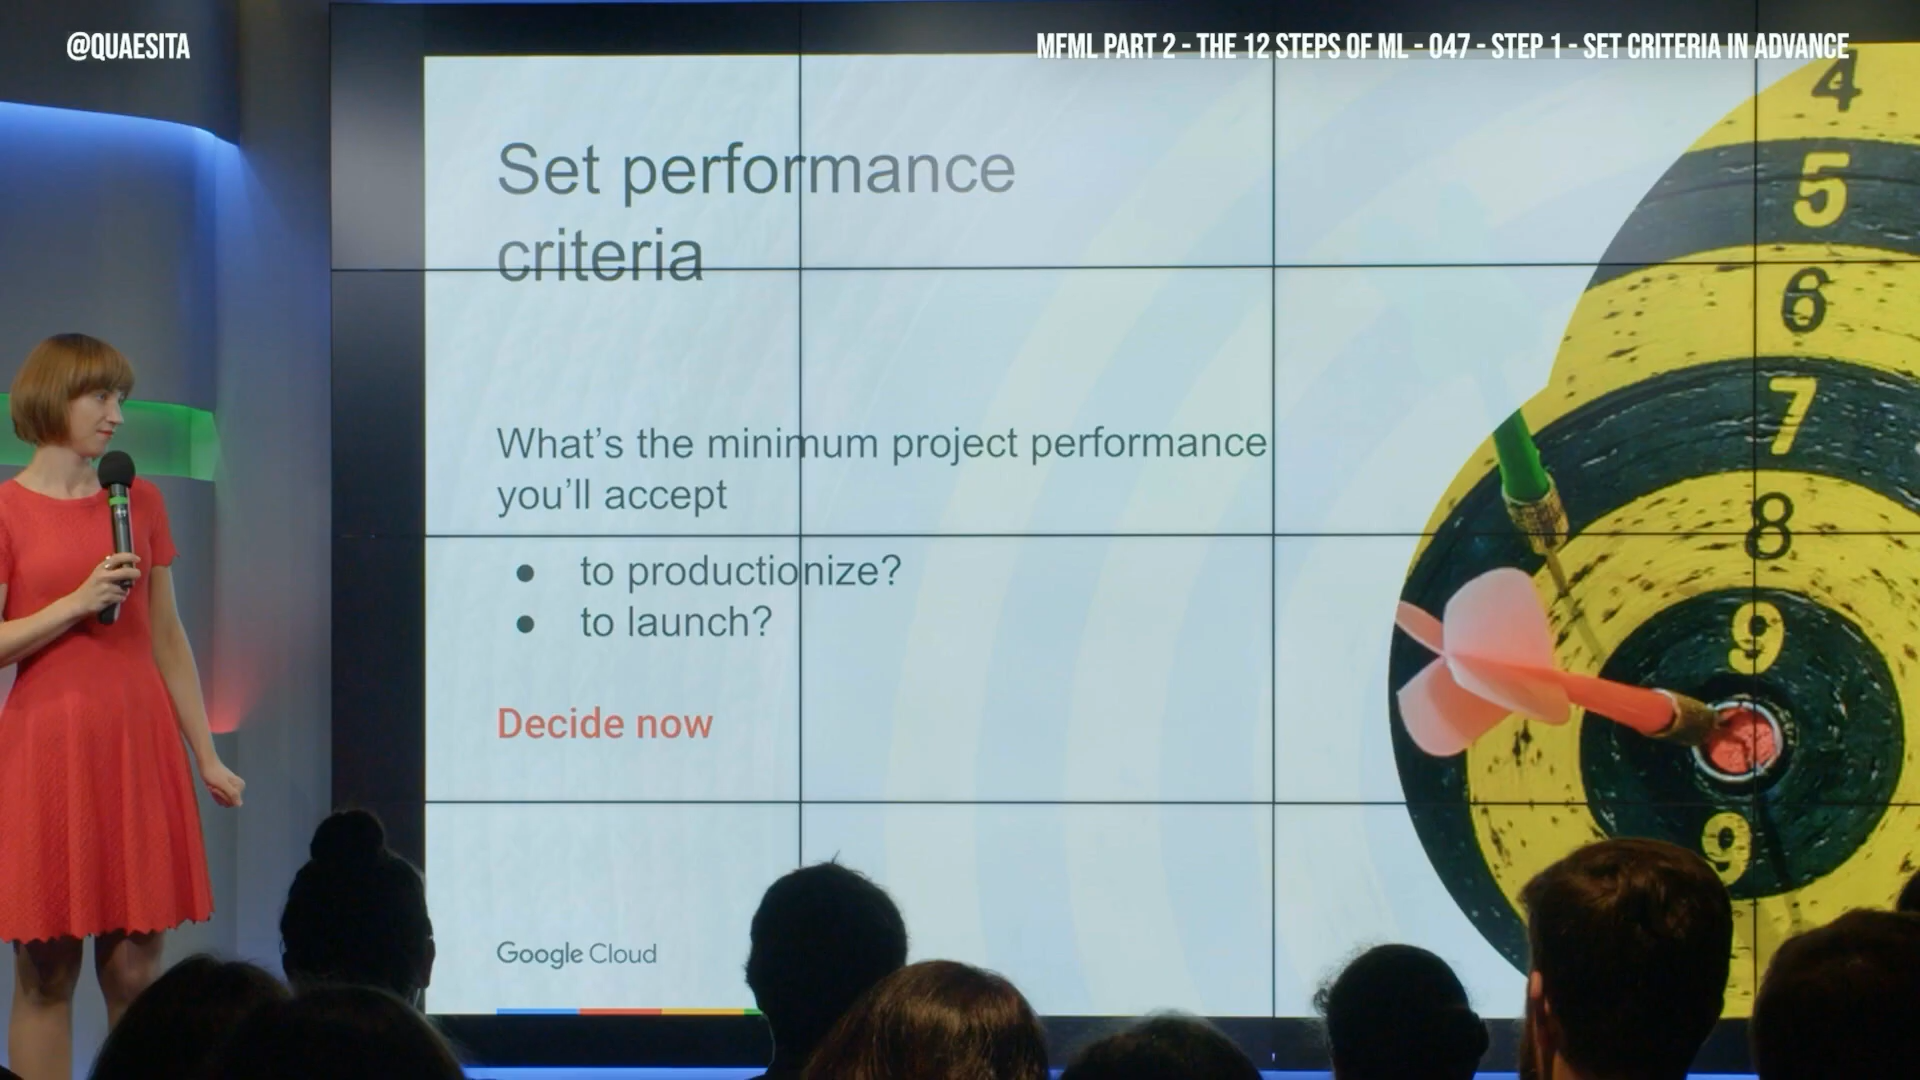 @QUAESITA
MFML PART 2 - THE 12 STEPS OF ML - 047 - STEP 1 - SET CRITERIA IN ADVANCE
Set performance
criteria
What's the minimum project performance
you'll accept
● to productionize?
● to launch?
Decide now
Google Cloud
4
5
6
7
8
9
9